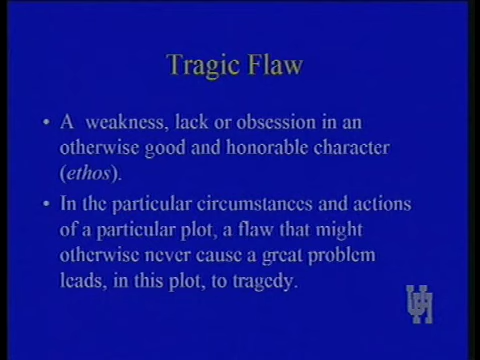 Tragic Flaw
• A weakness, lack or obsession in an
otherwise good and honorable character
(ethos).
• In the particular circumstances and actions
of a particular plot, a flaw that might
otherwise never cause a great problem
leads, in this plot, to tragedy.
UH